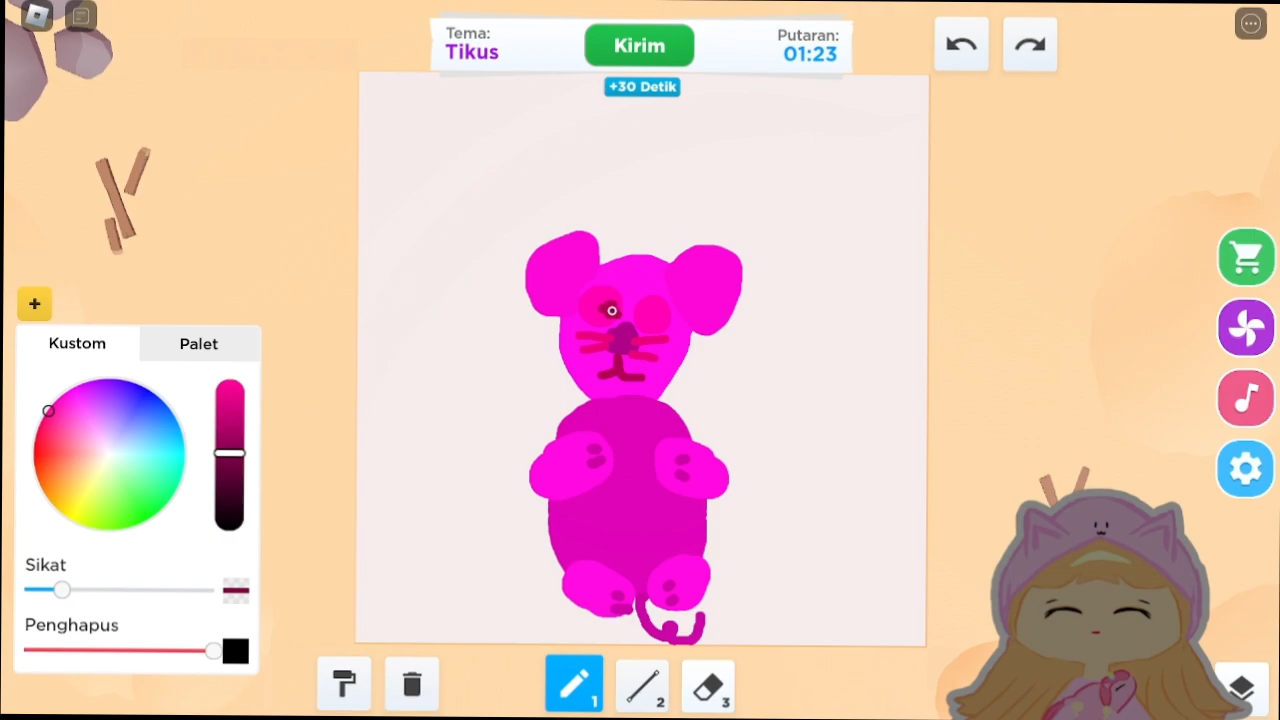 Tema:
Tikus
Kirim
Putaran:
01:23
+30 Detik
+
Kustom
Palet
Sikat
Penghapus
1
2
3